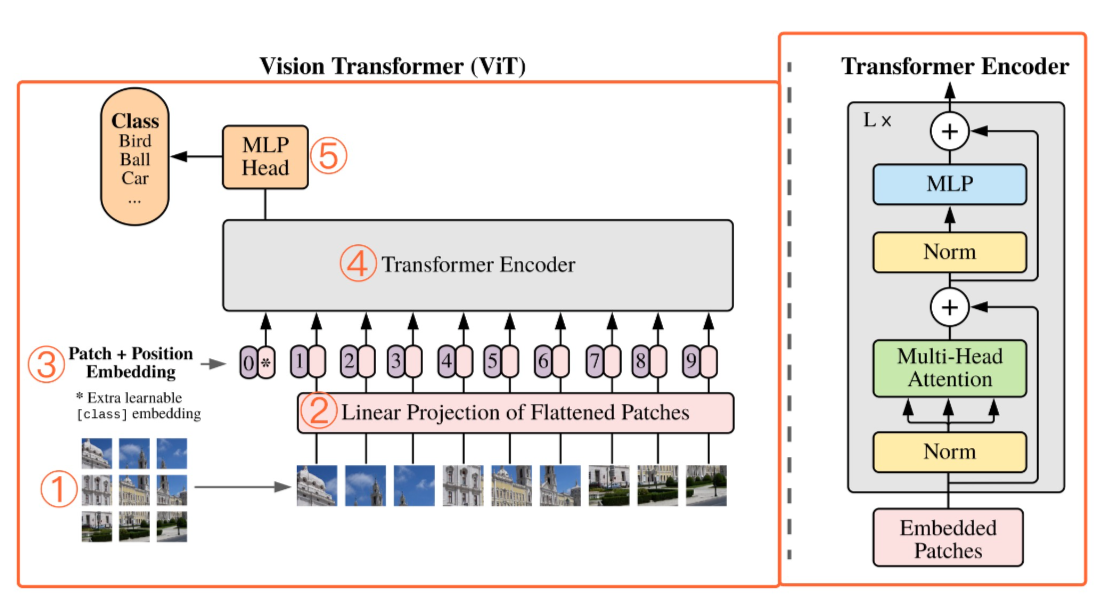 Vision Transformer (ViT)
Class
Bird
Ball
Car
...
MLP
Head
⑤
④ Transformer Encoder
③ Patch + Position
Embedding
* Extra learnable
[class] embedding
0 * 1 2 3 4 5 6 7 8 9
② Linear Projection of Flattened Patches
①
Transformer Encoder
L x
+
MLP
Norm
+
Multi-Head
Attention
Norm
Embedded
Patches